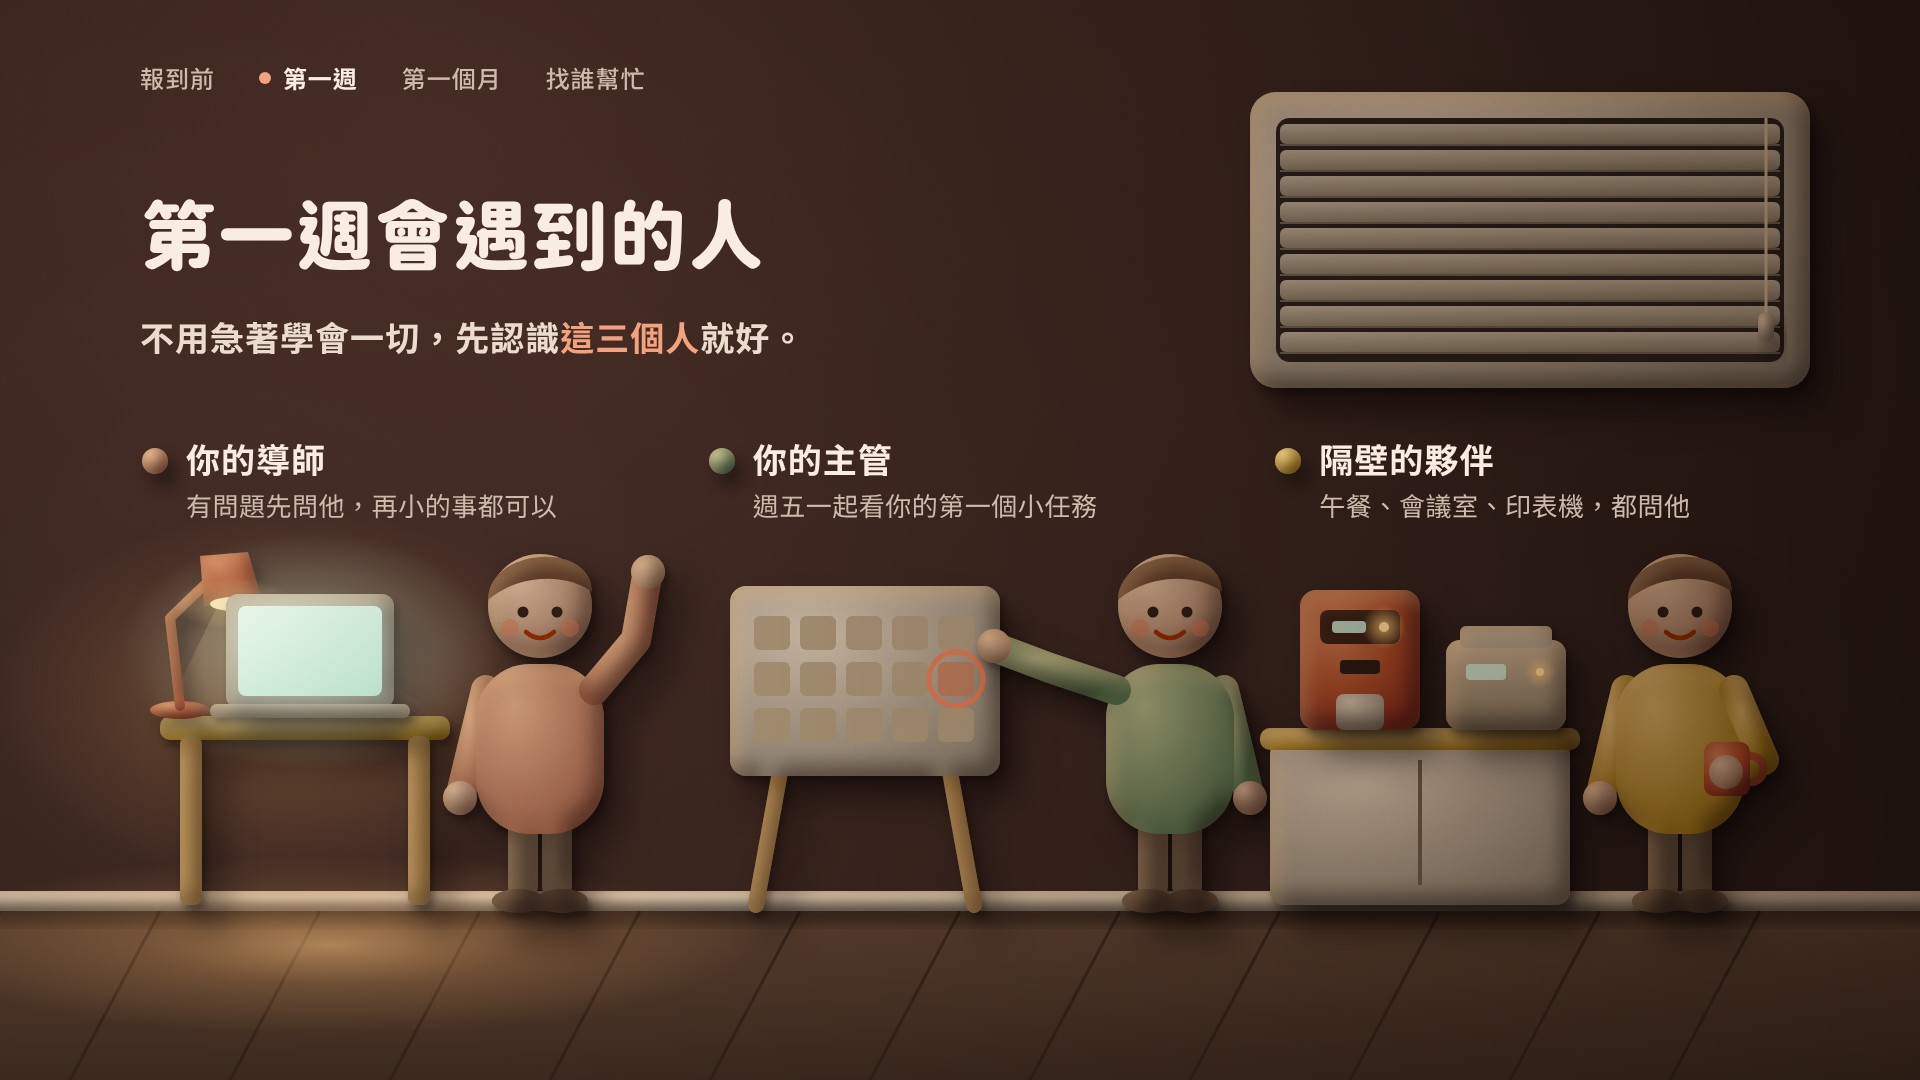 報到前
第一週
第一個月
找誰幫忙
第一週會遇到的人
不用急著學會一切，先認識這三個人就好。
你的導師
有問題先問他，再小的事都可以
你的主管
週五一起看你的第一個小任務
隔壁的夥伴
午餐、會議室、印表機，都問他